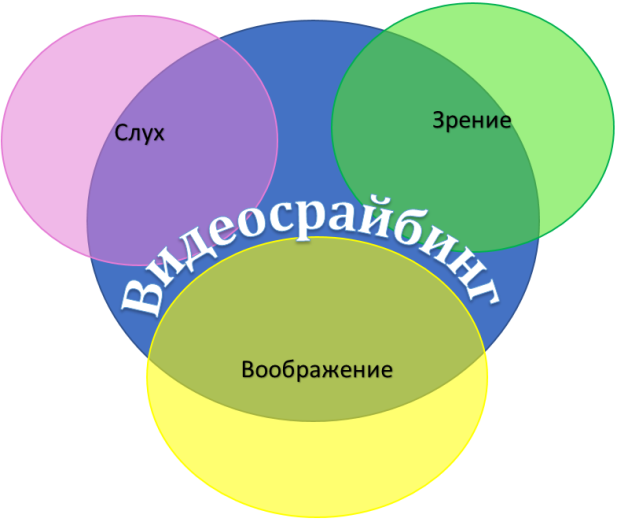 Слух
Зрение
Видеосрайбинг
Воображение